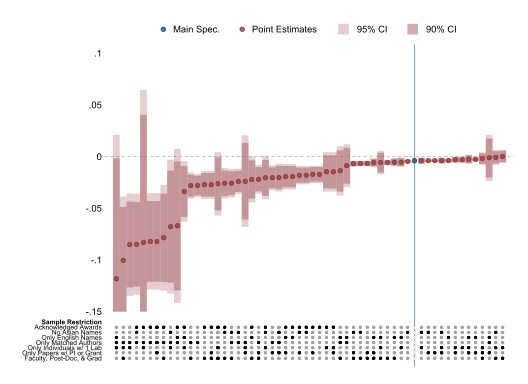 Main Spec. Point Estimates 95% CI 90% CI
.1
.05
0
-.05
-.1
-.15
Sample Restriction
Acknowledged Awards
No Asian Names
Only English Names
Only Matched Authors
Only Individuals w/ 1 Lab
Only Papers w/ PI or Grant
Faculty, Post-Doc, & Grad